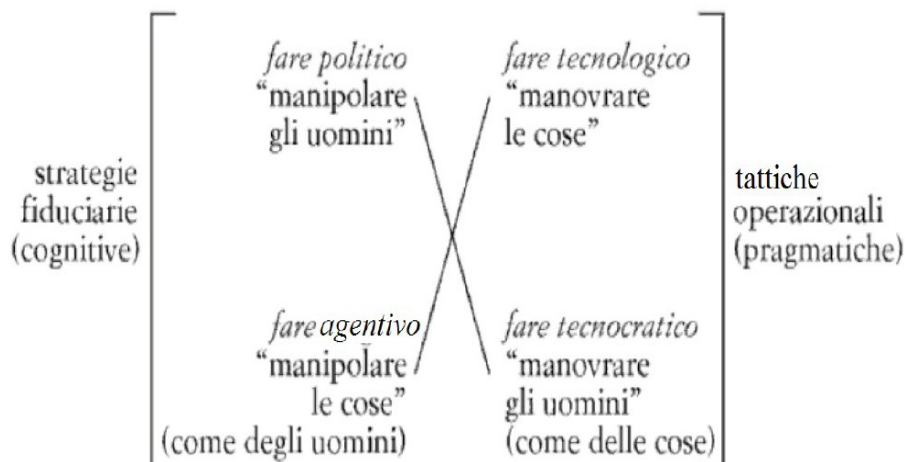 fare politico
“manipolare
gli uomini”
fare tecnologico
“manovrare
le cose”
strategie
fiduciarie
(cognitive)
tattiche
operazionali
(pragmatiche)
fare agentivo
“manipolare
le cose”
(come degli uomini)
fare tecnocratico
“manovrare
gli uomini”
(come delle cose)